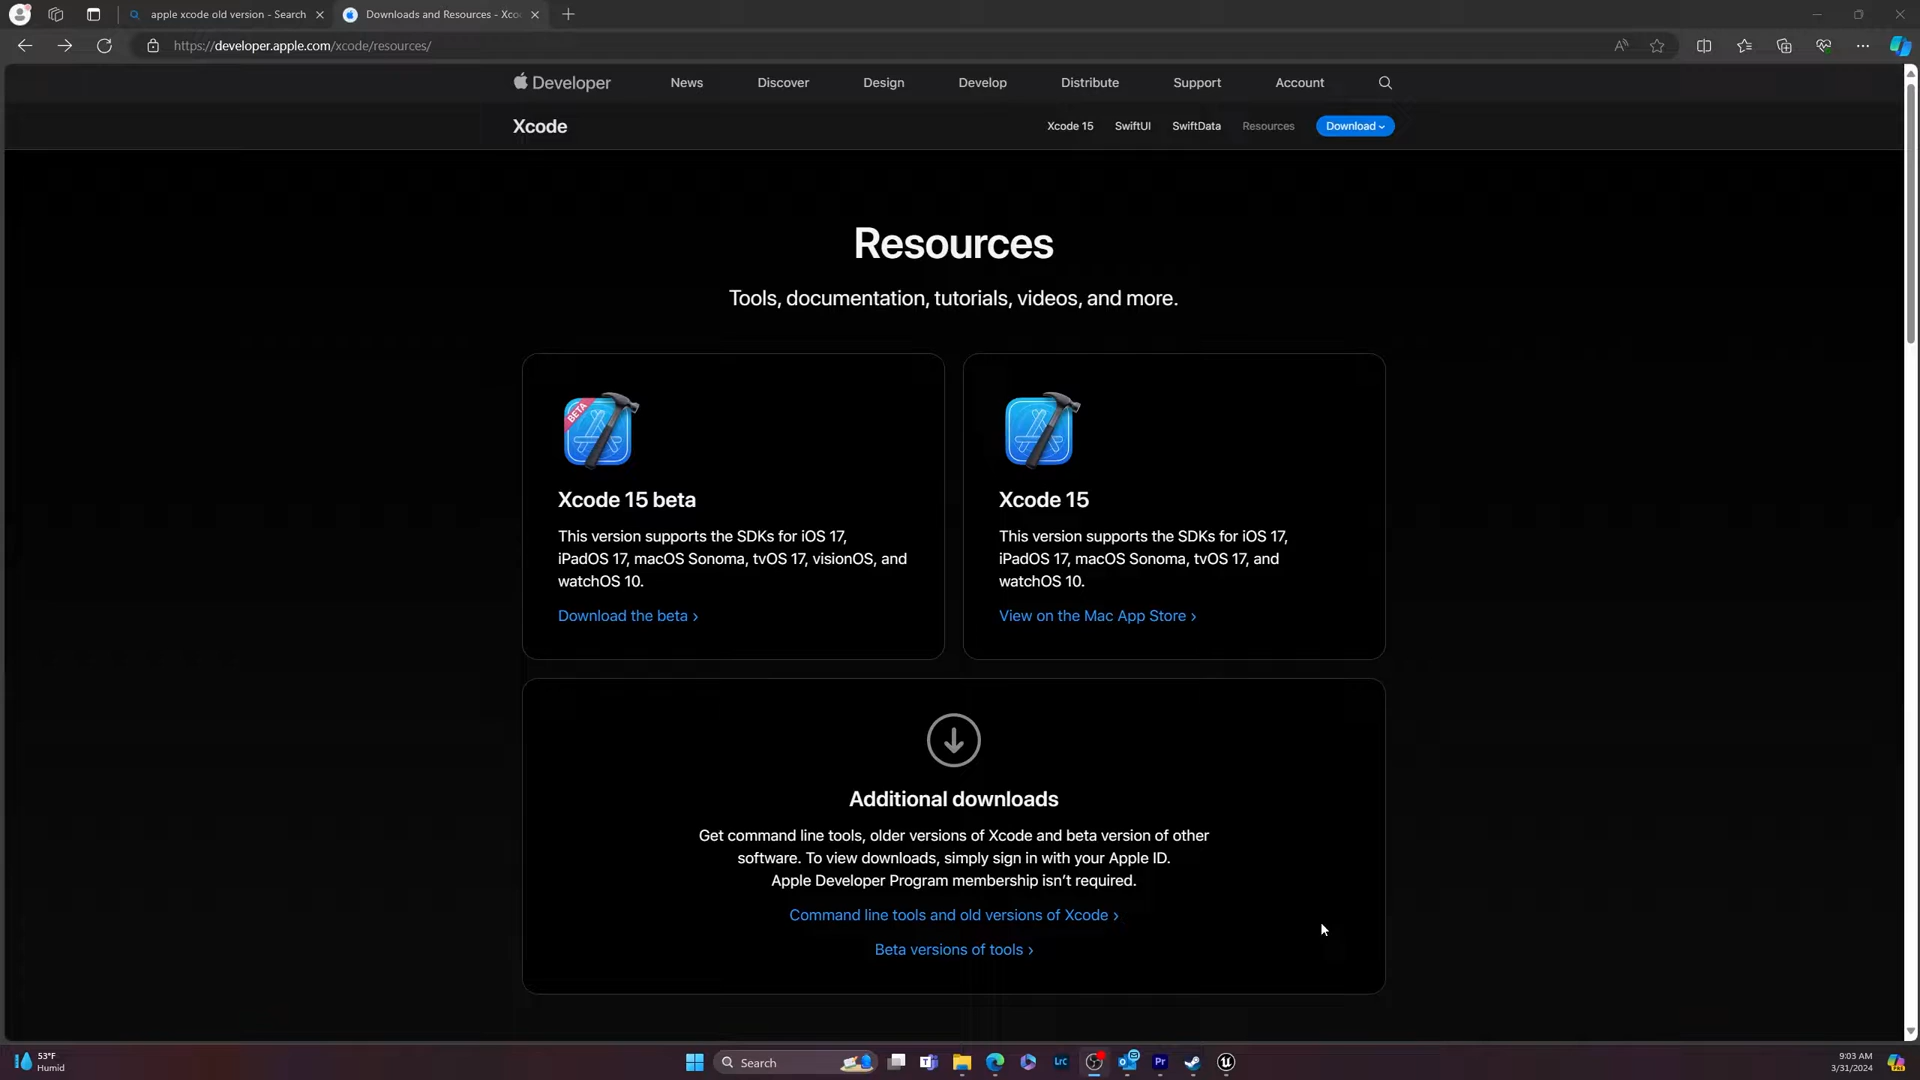 apple xcode old version - Search
Downloads and Resources - Xco
https://developer.apple.com/xcode/resources/
Developer
News
Discover
Design
Develop
Distribute
Support
Account
Xcode
Xcode 15
SwiftUI
SwiftData
Resources
Download
Resources
Tools, documentation, tutorials, videos, and more.
BETA
Xcode 15 beta
This version supports the SDKs for iOS 17,
iPadOS 17, macOS Sonoma, tvOS 17, visionOS, and
watchOS 10.
Download the beta ›
Xcode 15
This version supports the SDKs for iOS 17,
iPadOS 17, macOS Sonoma, tvOS 17, and
watchOS 10.
View on the Mac App Store ›
Additional downloads
Get command line tools, older versions of Xcode and beta version of other
software. To view downloads, simply sign in with your Apple ID.
Apple Developer Program membership isn't required.
Command line tools and old versions of Xcode ›
Beta versions of tools ›
53°F
Humid
Search
LrC
Pr
9:03 AM
3/31/2024